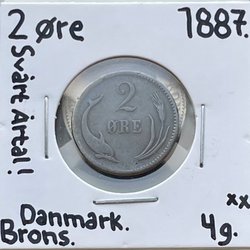 2 Øre
1887.
Svårt Årtal!
2
ØRE
Danmark.
Brons.
xx
4g.